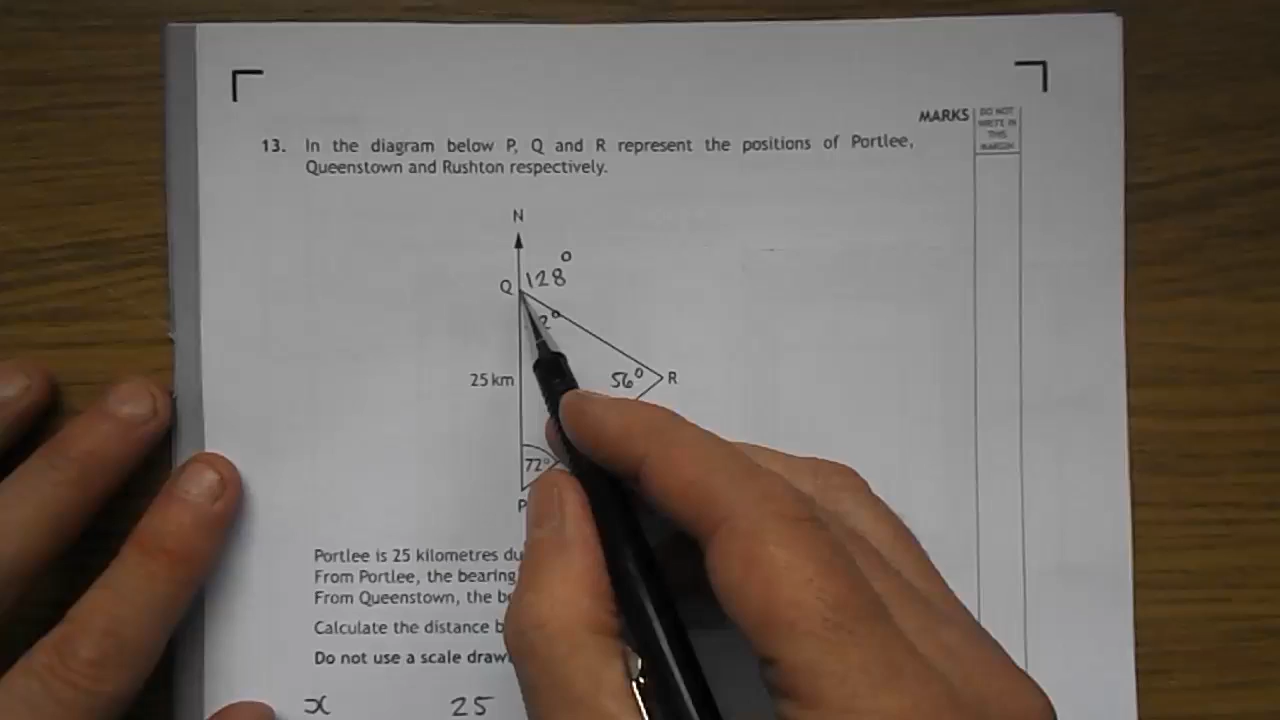 MARKS
DO NOT
WRITE IN
THIS
MARGIN
13. In the diagram below P, Q and R represent the positions of Portlee,
Queenstown and Rushton respectively.
N
128°
Q
2°
25 km
56°
R
72°
P
Portlee is 25 kilometres
From Portlee, the bearing
From Queenstown, the
Calculate the distance
Do not use a scale
x 25